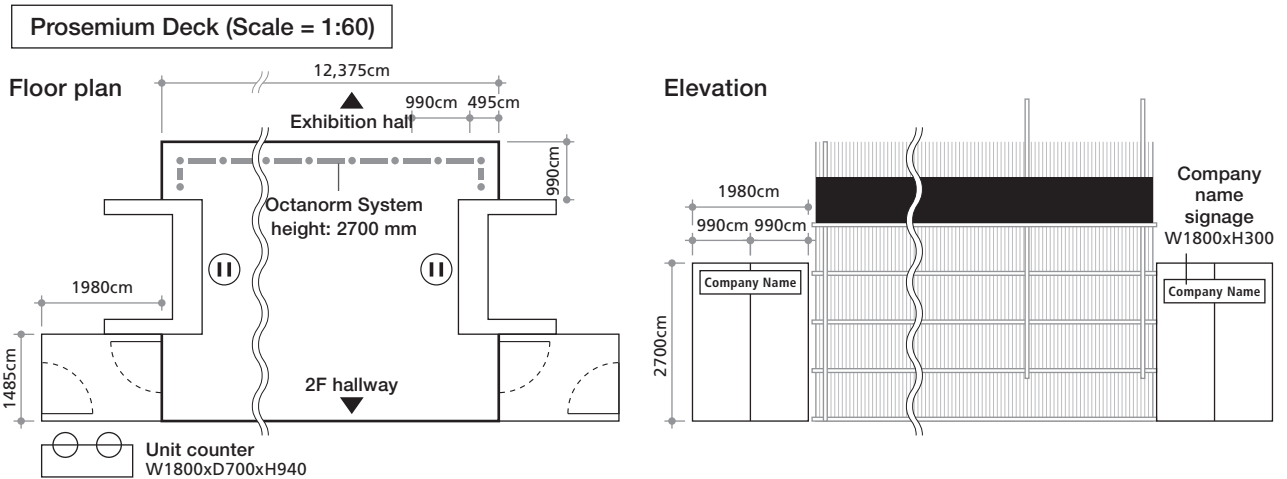 Prosemium Deck (Scale = 1:60)
Floor plan
12,375cm
990cm
495cm
Exhibition hall
990cm
Octanorm System
height: 2700 mm
1980cm
1485cm
2F hallway
Unit counter
W1800xD700xH940
Elevation
1980cm
990cm
990cm
Company Name
2700cm
Company
name
signage
W1800xH300
Company Name